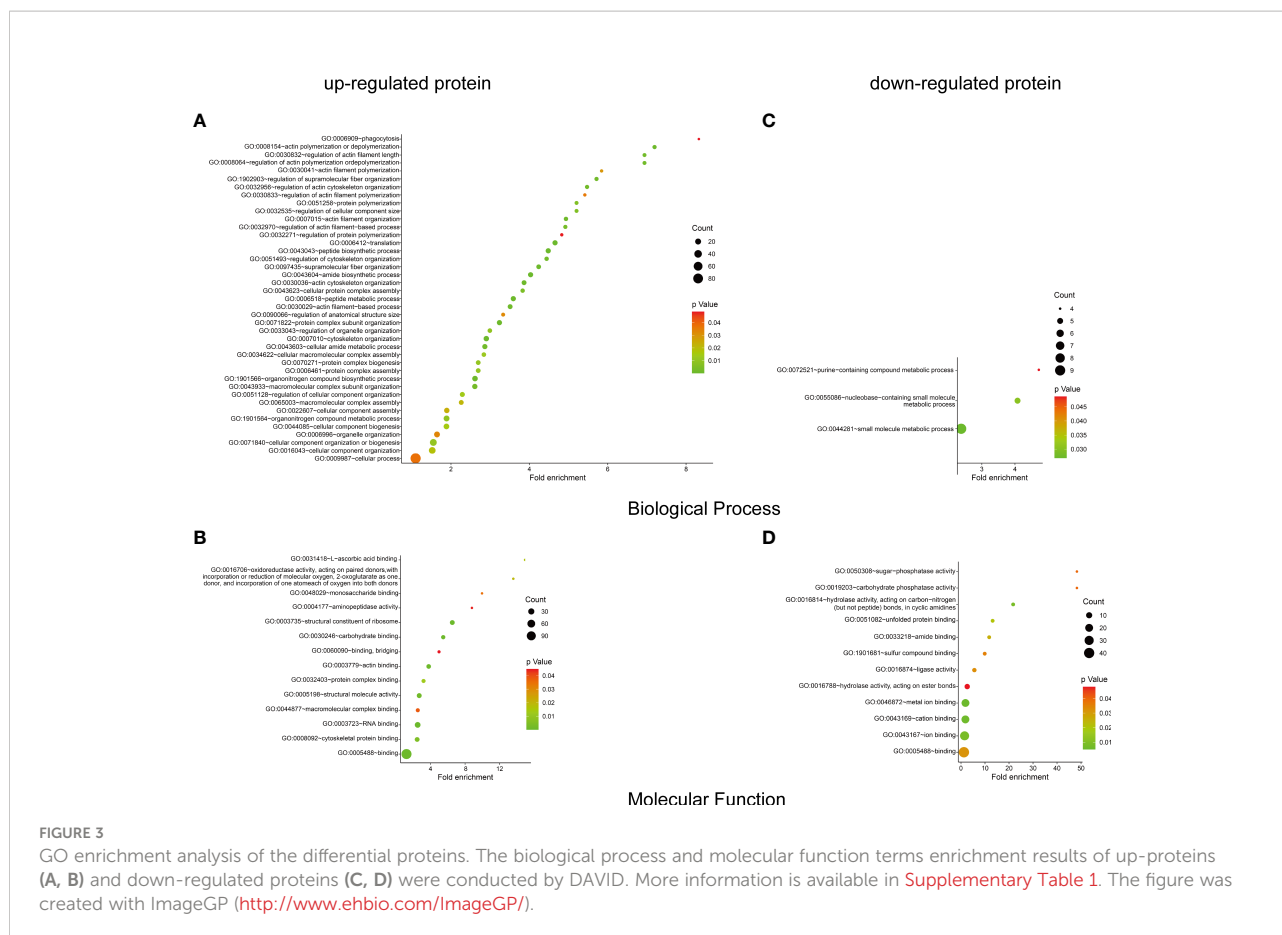 up-regulated protein
down-regulated protein
A
GO:0006909~phagocytosis
GO:0008154~actin polymerization or depolymerization
GO:0030832~regulation of actin filament length
GO:0008064~regulation of actin polymerization ordepolymerization
GO:0030041~actin filament polymerization
GO:1902903~regulation of supramolecular fiber organization
GO:0032956~regulation of actin cytoskeleton organization
GO:0030833~regulation of actin filament polymerization
GO:0051258~protein polymerization
GO:0032535~regulation of cellular component size
GO:0007015~actin filament organization
GO:0032970~regulation of actin filament-based process
GO:0032271~regulation of protein polymerization
GO:0006412~translation
GO:0043043~peptide biosynthetic process
GO:0051493~regulation of cytoskeleton organization
GO:0097435~supramolecular fiber organization
GO:0043604~amide biosynthetic process
GO:0030036~actin cytoskeleton organization
GO:0043623~cellular protein complex assembly
GO:0006518~peptide metabolic process
GO:0030029~actin filament-based process
GO:0090066~regulation of anatomical structure size
GO:0071822~protein complex subunit organization
GO:0033043~regulation of organelle organization
GO:0007010~cytoskeleton organization
GO:0043603~cellular amide metabolic process
GO:0034622~cellular macromolecular complex assembly
GO:0070271~protein complex biogenesis
GO:0006461~protein complex assembly
GO:1901566~organonitrogen compound biosynthetic process
GO:0043933~macromolecular complex subunit organization
GO:0051128~regulation of cellular component organization
GO:0065003~macromolecular complex assembly
GO:0022607~cellular component assembly
GO:1901564~organonitrogen compound metabolic process
GO:0044085~cellular component biogenesis
GO:0006996~organelle organization
GO:0071840~cellular component organization or biogenesis
GO:0016043~cellular component organization
GO:0009987~cellular process
2 4 6 8
Fold enrichment
Count
20
40
60
80
p Value
0.04
0.03
0.02
0.01
C
GO:0072521~purine-containing compound metabolic process
GO:0055086~nucleobase-containing small molecule
metabolic process
GO:0044281~small molecule metabolic process
3 4
Fold enrichment
Count
4
5
6
7
8
9
p Value
0.045
0.040
0.035
0.030
Biological Process
B
GO:0031418~L-ascorbic acid binding
GO:0016706~oxidoreductase activity, acting on paired donors,with
incorporation or reduction of molecular oxygen, 2-oxoglutarate as one
donor, and incorporation of one atomeach of oxygen into both donors
GO:0048029~monosaccharide binding
GO:0004177~aminopeptidase activity
GO:0003735~structural constituent of ribosome
GO:0030246~carbohydrate binding
GO:0060090~binding, bridging
GO:0003779~actin binding
GO:0032403~protein complex binding
GO:0005198~structural molecule activity
GO:0044877~macromolecular complex binding
GO:0003723~RNA binding
GO:0008092~cytoskeletal protein binding
GO:0005488~binding
4 8 12
Fold enrichment
Count
30
60
90
p Value
0.04
0.03
0.02
0.01
D
GO:0050308~sugar-phosphatase activity
GO:0019203~carbohydrate phosphatase activity
GO:0016814~hydrolase activity, acting on carbon-nitrogen
(but not peptide) bonds, in cyclic amidines
GO:0051082~unfolded protein binding
GO:0033218~amide binding
GO:1901681~sulfur compound binding
GO:0016874~ligase activity
GO:0016788~hydrolase activity, acting on ester bonds
GO:0046872~metal ion binding
GO:0043169~cation binding
GO:0043167~ion binding
GO:0005488~binding
0 10 20 30 40 50
Fold enrichment
Count
10
20
30
40
p Value
0.04
0.03
0.02
0.01
Molecular Function
FIGURE 3
GO enrichment analysis of the differential proteins. The biological process and molecular function terms enrichment results of up-proteins
(A, B) and down-regulated proteins (C, D) were conducted by DAVID. More information is available in Supplementary Table 1. The figure was
created with ImageGP (http://www.ehbio.com/ImageGP/).